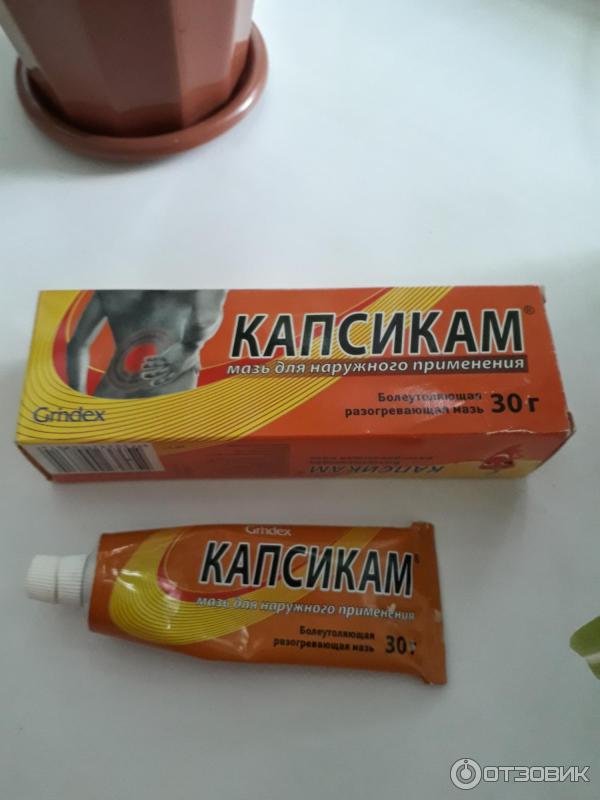 КАПСИКАМ®
мазь для наружного применения
Grindex
Болеутоляющая
разогревающая мазь 30 г
КАПСИКАМ
Grindex
КАПСИКАМ®
мазь для наружного применения
Болеутоляющая
разогревающая мазь 30 г
ОТЗОВИК